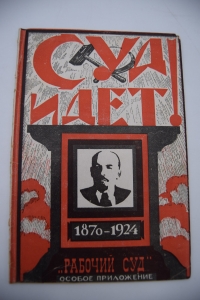 СУД
ИДЕТ!
1870-1924
„РАБОЧИЙ СУД"
ОСОБОЕ ПРИЛОЖЕНИЕ